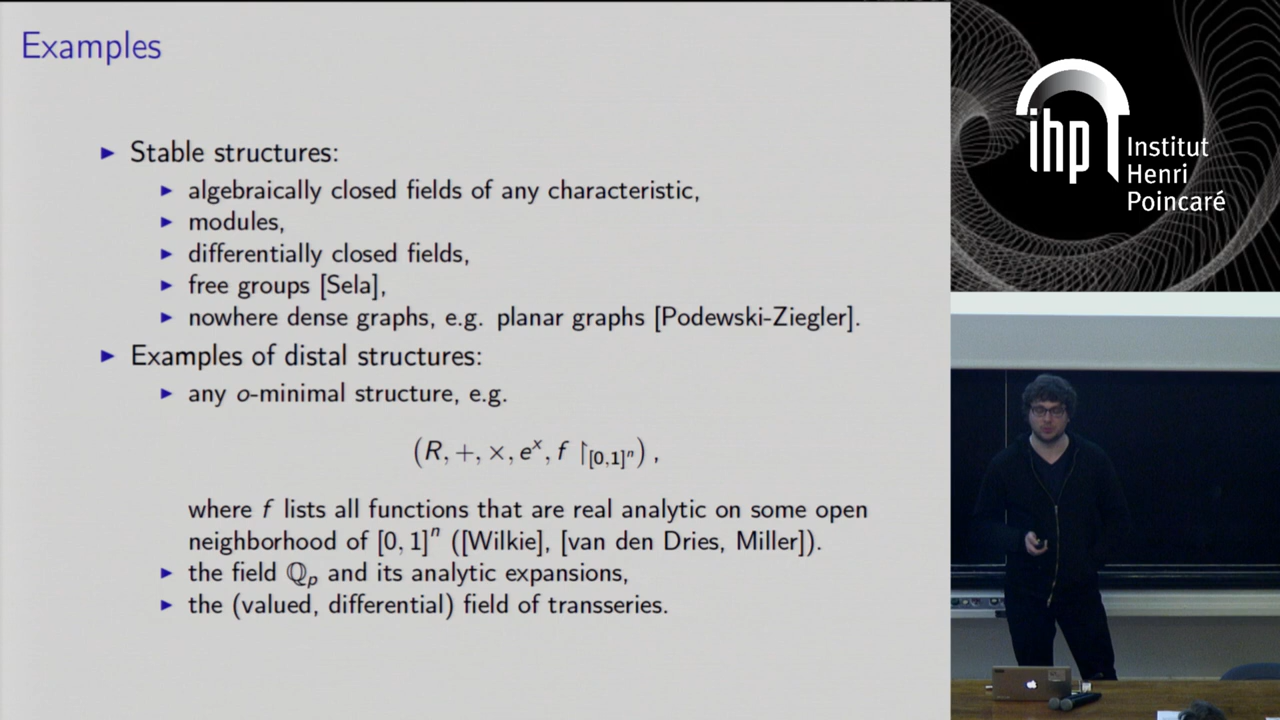 Examples
▶ Stable structures:
▶ algebraically closed fields of any characteristic,
▶ modules,
▶ differentially closed fields,
▶ free groups [Sela],
▶ nowhere dense graphs, e.g. planar graphs [Podewski-Ziegler].
▶ Examples of distal structures:
▶ any o-minimal structure, e.g.
(R, +, ×, eˣ, f ↾[0,1]ⁿ) ,
where f lists all functions that are real analytic on some open
neighborhood of [0, 1]ⁿ ([Wilkie], [van den Dries, Miller]).
▶ the field ℚₚ and its analytic expansions,
▶ the (valued, differential) field of transseries.
ihp
Institut
Henri
Poincaré